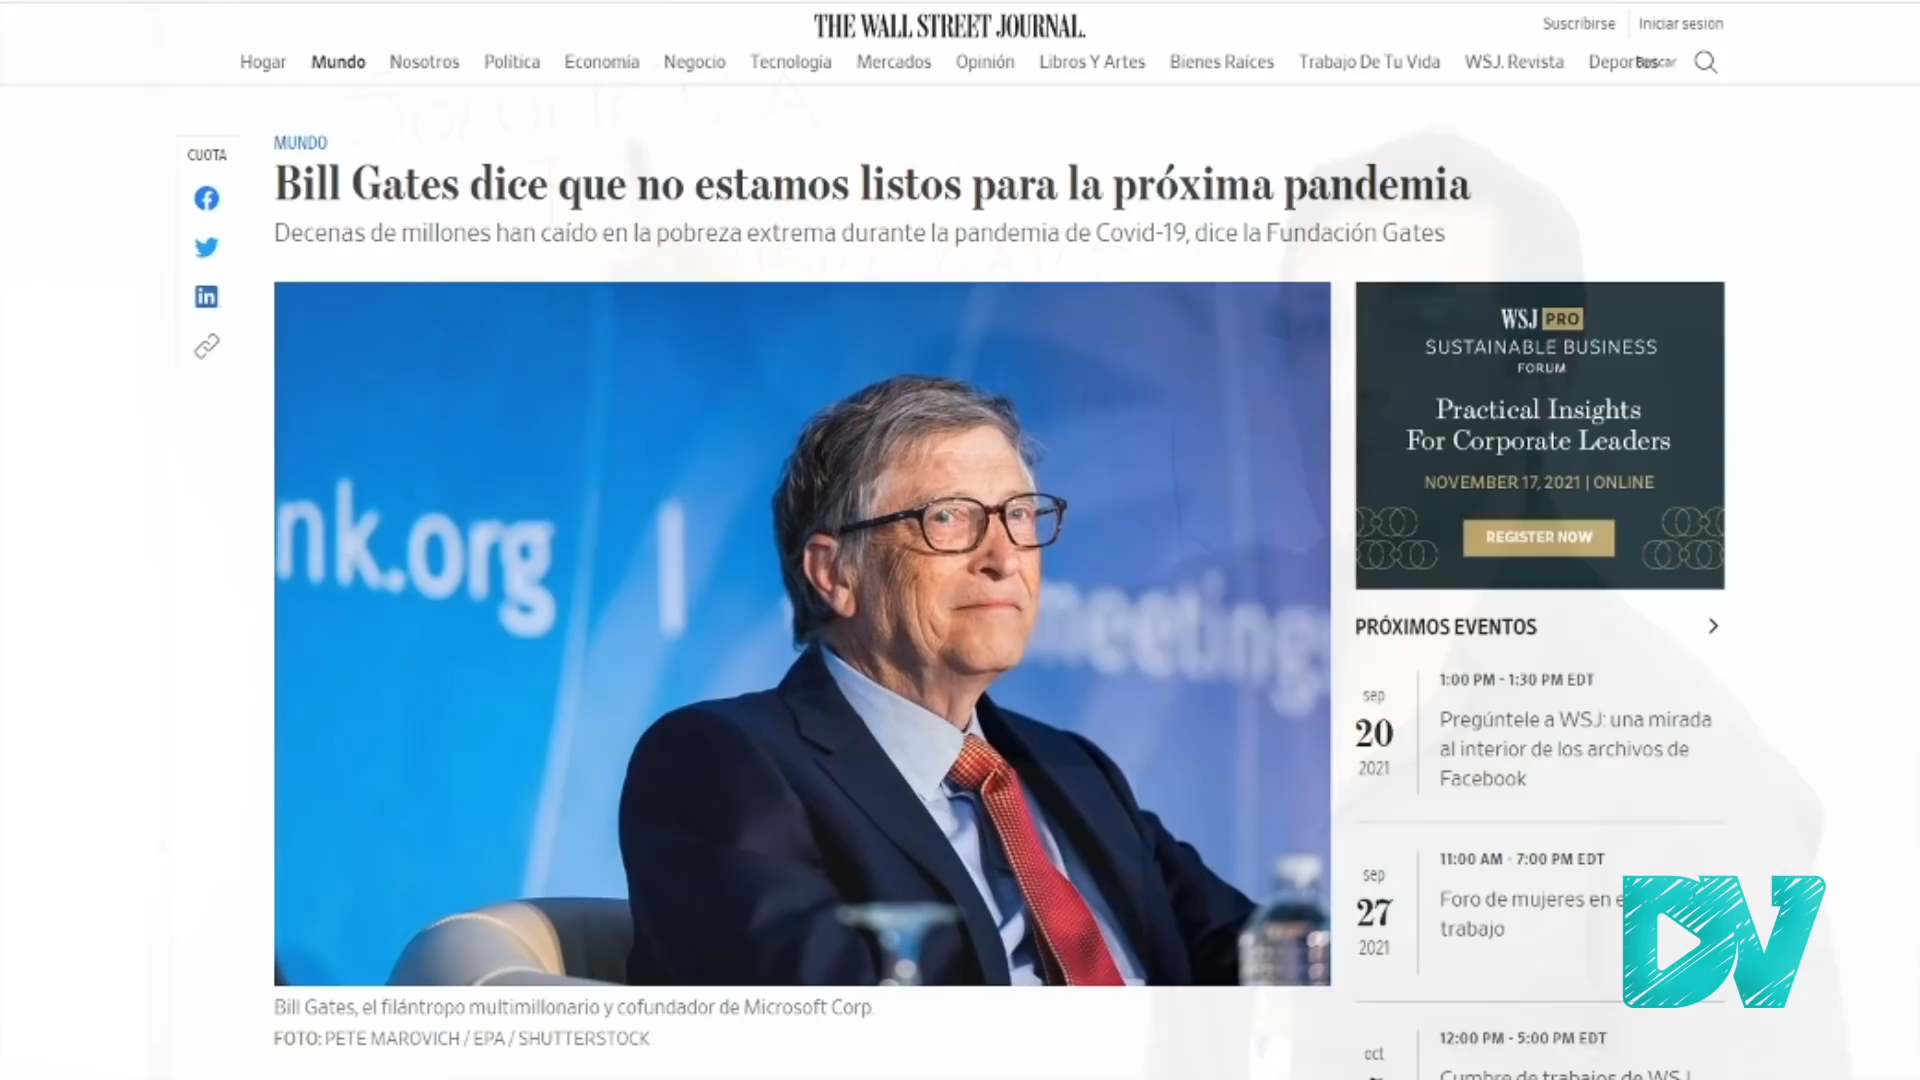 THE WALL STREET JOURNAL.
Suscribirse
Iniciar sesión
Hogar Mundo Nosotros Política Economía Negocio Tecnología Mercados Opinión Libros Y Artes Bienes Raíces Trabajo De Tu Vida WSJ. Revista Deportes Buscar
CUOTA
MUNDO
Bill Gates dice que no estamos listos para la próxima pandemia
Decenas de millones han caído en la pobreza extrema durante la pandemia de Covid-19, dice la Fundación Gates
nk.org
meetings
Bill Gates, el filántropo multimillonario y cofundador de Microsoft Corp.
FOTO: PETE MAROVICH / EPA / SHUTTERSTOCK
WSJ PRO
SUSTAINABLE BUSINESS
FORUM
Practical Insights
For Corporate Leaders
NOVEMBER 17, 2021 | ONLINE
REGISTER NOW
PRÓXIMOS EVENTOS
sep
20
2021
1:00 PM - 1:30 PM EDT
Pregúntele a WSJ: una mirada
al interior de los archivos de
Facebook
sep
27
2021
11:00 AM - 7:00 PM EDT
Foro de mujeres en e
trabajo
DV
oct
12:00 PM - 5:00 PM EDT
Cumbre de trabajos de WSJ